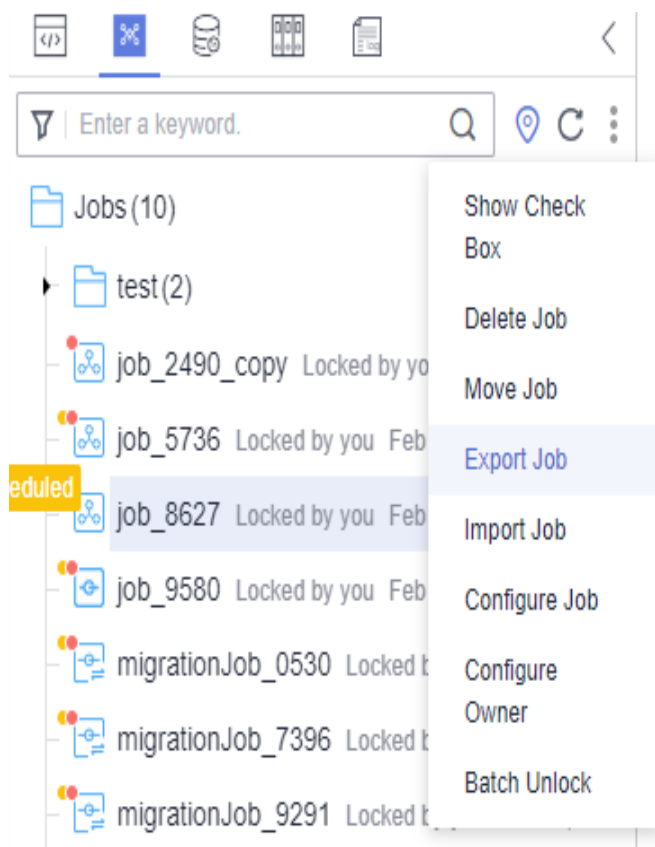 Enter a keyword.
Jobs (10)
test (2)
job_2490_copy Locked by yo
job_5736 Locked by you Feb
eduled
job_8627 Locked by you Feb
job_9580 Locked by you Feb
migrationJob_0530 Locked b
migrationJob_7396 Locked b
migrationJob_9291 Locked b
Show Check
Box
Delete Job
Move Job
Export Job
Import Job
Configure Job
Configure
Owner
Batch Unlock